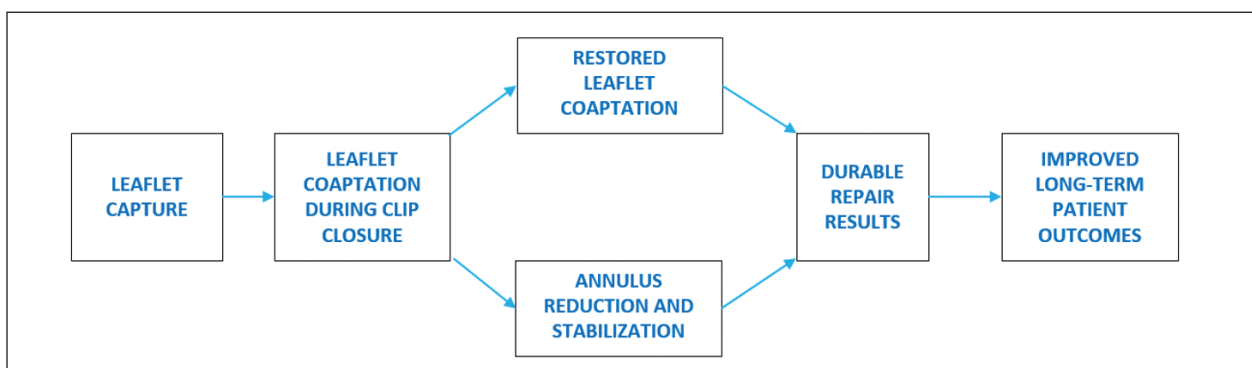 LEAFLET
CAPTURE
LEAFLET
COAPTATION
DURING CLIP
CLOSURE
RESTORED
LEAFLET
COAPTATION
ANNULUS
REDUCTION AND
STABILIZATION
DURABLE
REPAIR
RESULTS
IMPROVED
LONG-TERM
PATIENT
OUTCOMES